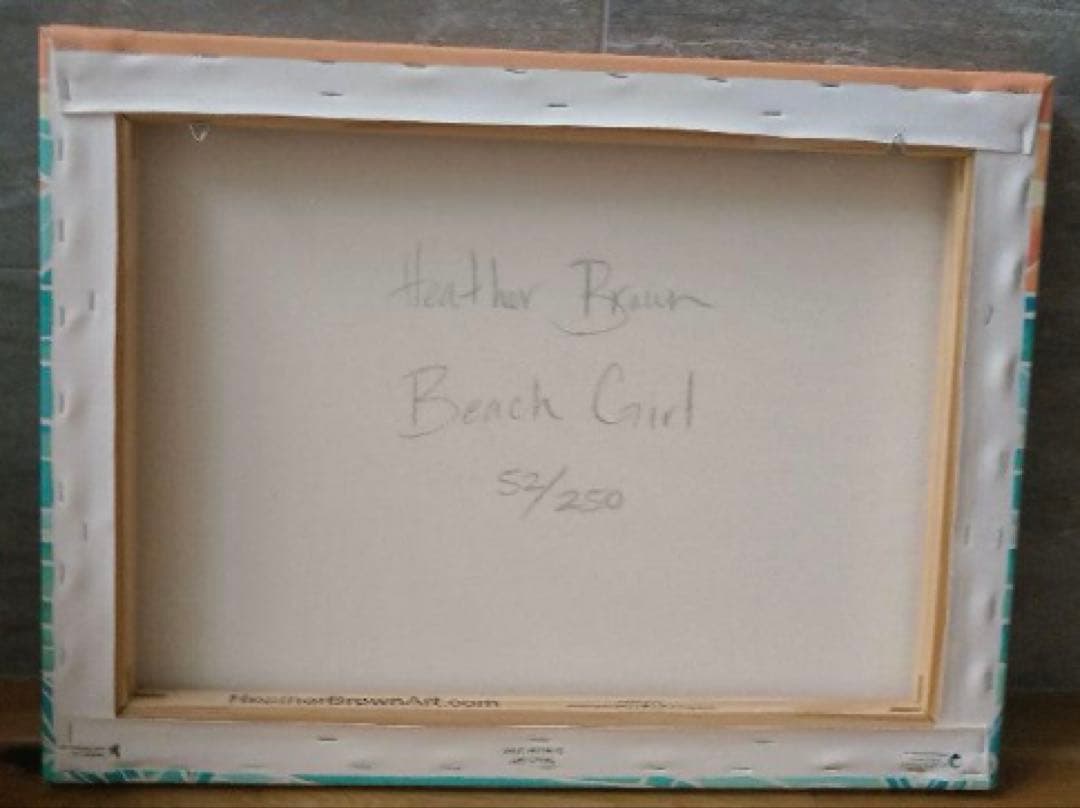 Heather Brown
Beach Girl
52/250
HeatherBrownArt.com